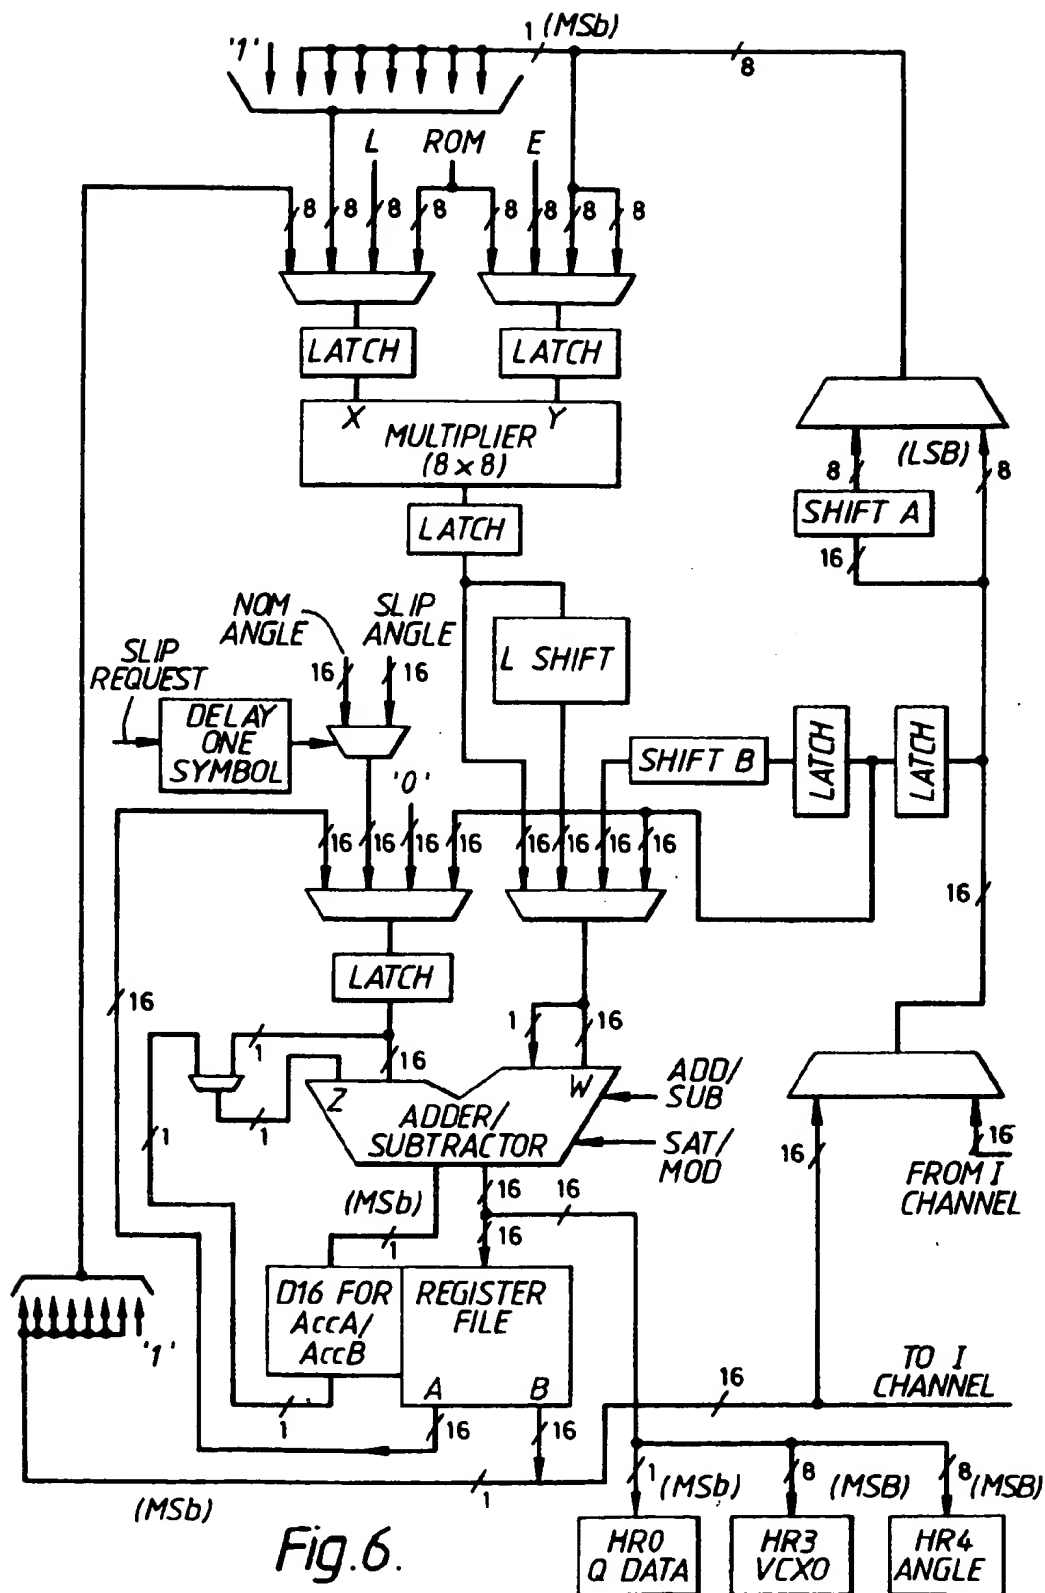 '1'
1 (MSb)
8
L ROM E
8 8 8 8 8 8 8 8
LATCH LATCH
X Y
MULTIPLIER
(8 x 8)
LATCH
8 (LSB) 8
SHIFT A
16
NOM
ANGLE
SLIP
ANGLE
16 16
SLIP
REQUEST
DELAY
ONE
SYMBOL
L SHIFT
SHIFT B
LATCH
LATCH
'0'
16 16 16 16 16 16 16 16
16
LATCH
16
1
16
1 16
1
1
Z W
ADDER/
SUBTRACTOR
ADD/
SUB
SAT/
MOD
16
16
FROM I
CHANNEL
(MSb)
1
16
16
16
D16 FOR
AccA/
AccB
REGISTER
FILE
A B
'1'
1
16
16
16
TO I
CHANNEL
(MSb)
1
1 (MSb)
8 (MSB)
8 (MSB)
HR0
Q DATA
HR3
VCXO
HR4
ANGLE
Fig.6.